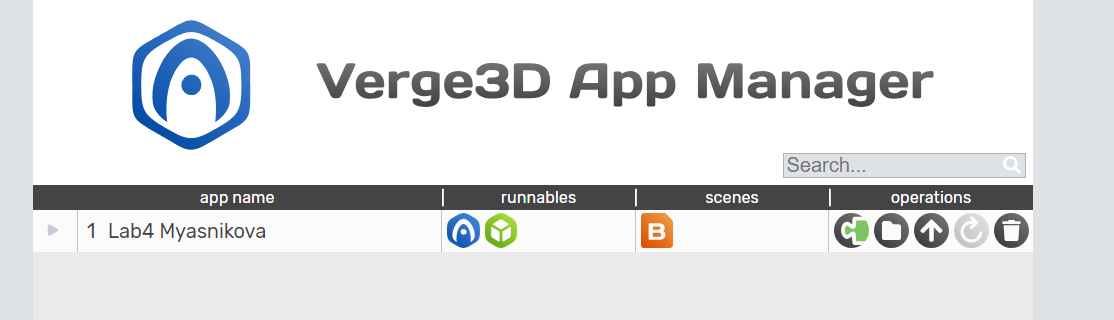 Verge3D App Manager
Search...
app name runnables scenes operations
1 Lab4 Myasnikova B